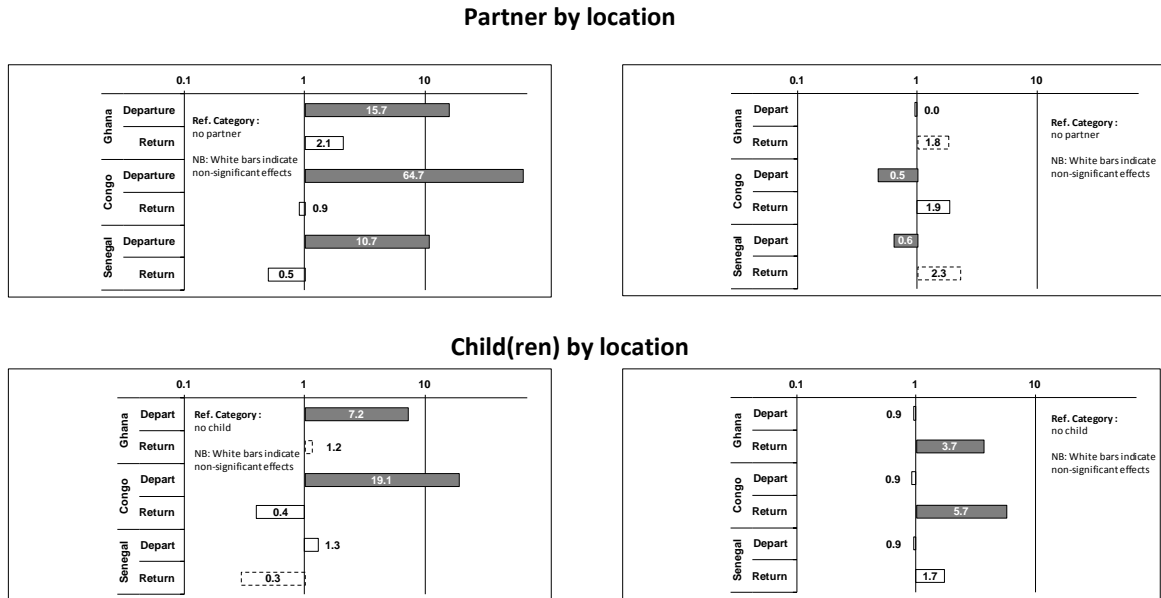 Partner by location
0.1 1 10
Ghana Departure 15.7
Return 2.1
Congo Departure 64.7
Return 0.9
Senegal Departure 10.7
Return 0.5
Ref. Category :
no partner
NB: White bars indicate
non-significant effects
0.1 1 10
Ghana Depart 0.0
Return 1.8
Congo Depart 0.5
Return 1.9
Senegal Depart 0.6
Return 2.3
Ref. Category :
no partner
NB: White bars indicate
non-significant effects
Child(ren) by location
0.1 1 10
Ghana Depart 7.2
Return 1.2
Congo Depart 19.1
Return 0.4
Senegal Depart 1.3
Return 0.3
Ref. Category :
no child
NB: White bars indicate
non-significant effects
0.1 1 10
Ghana Depart 0.9
Return 3.7
Congo Depart 0.9
Return 5.7
Senegal Depart 0.9
Return 1.7
Ref. Category :
no child
NB: White bars indicate
non-significant effects